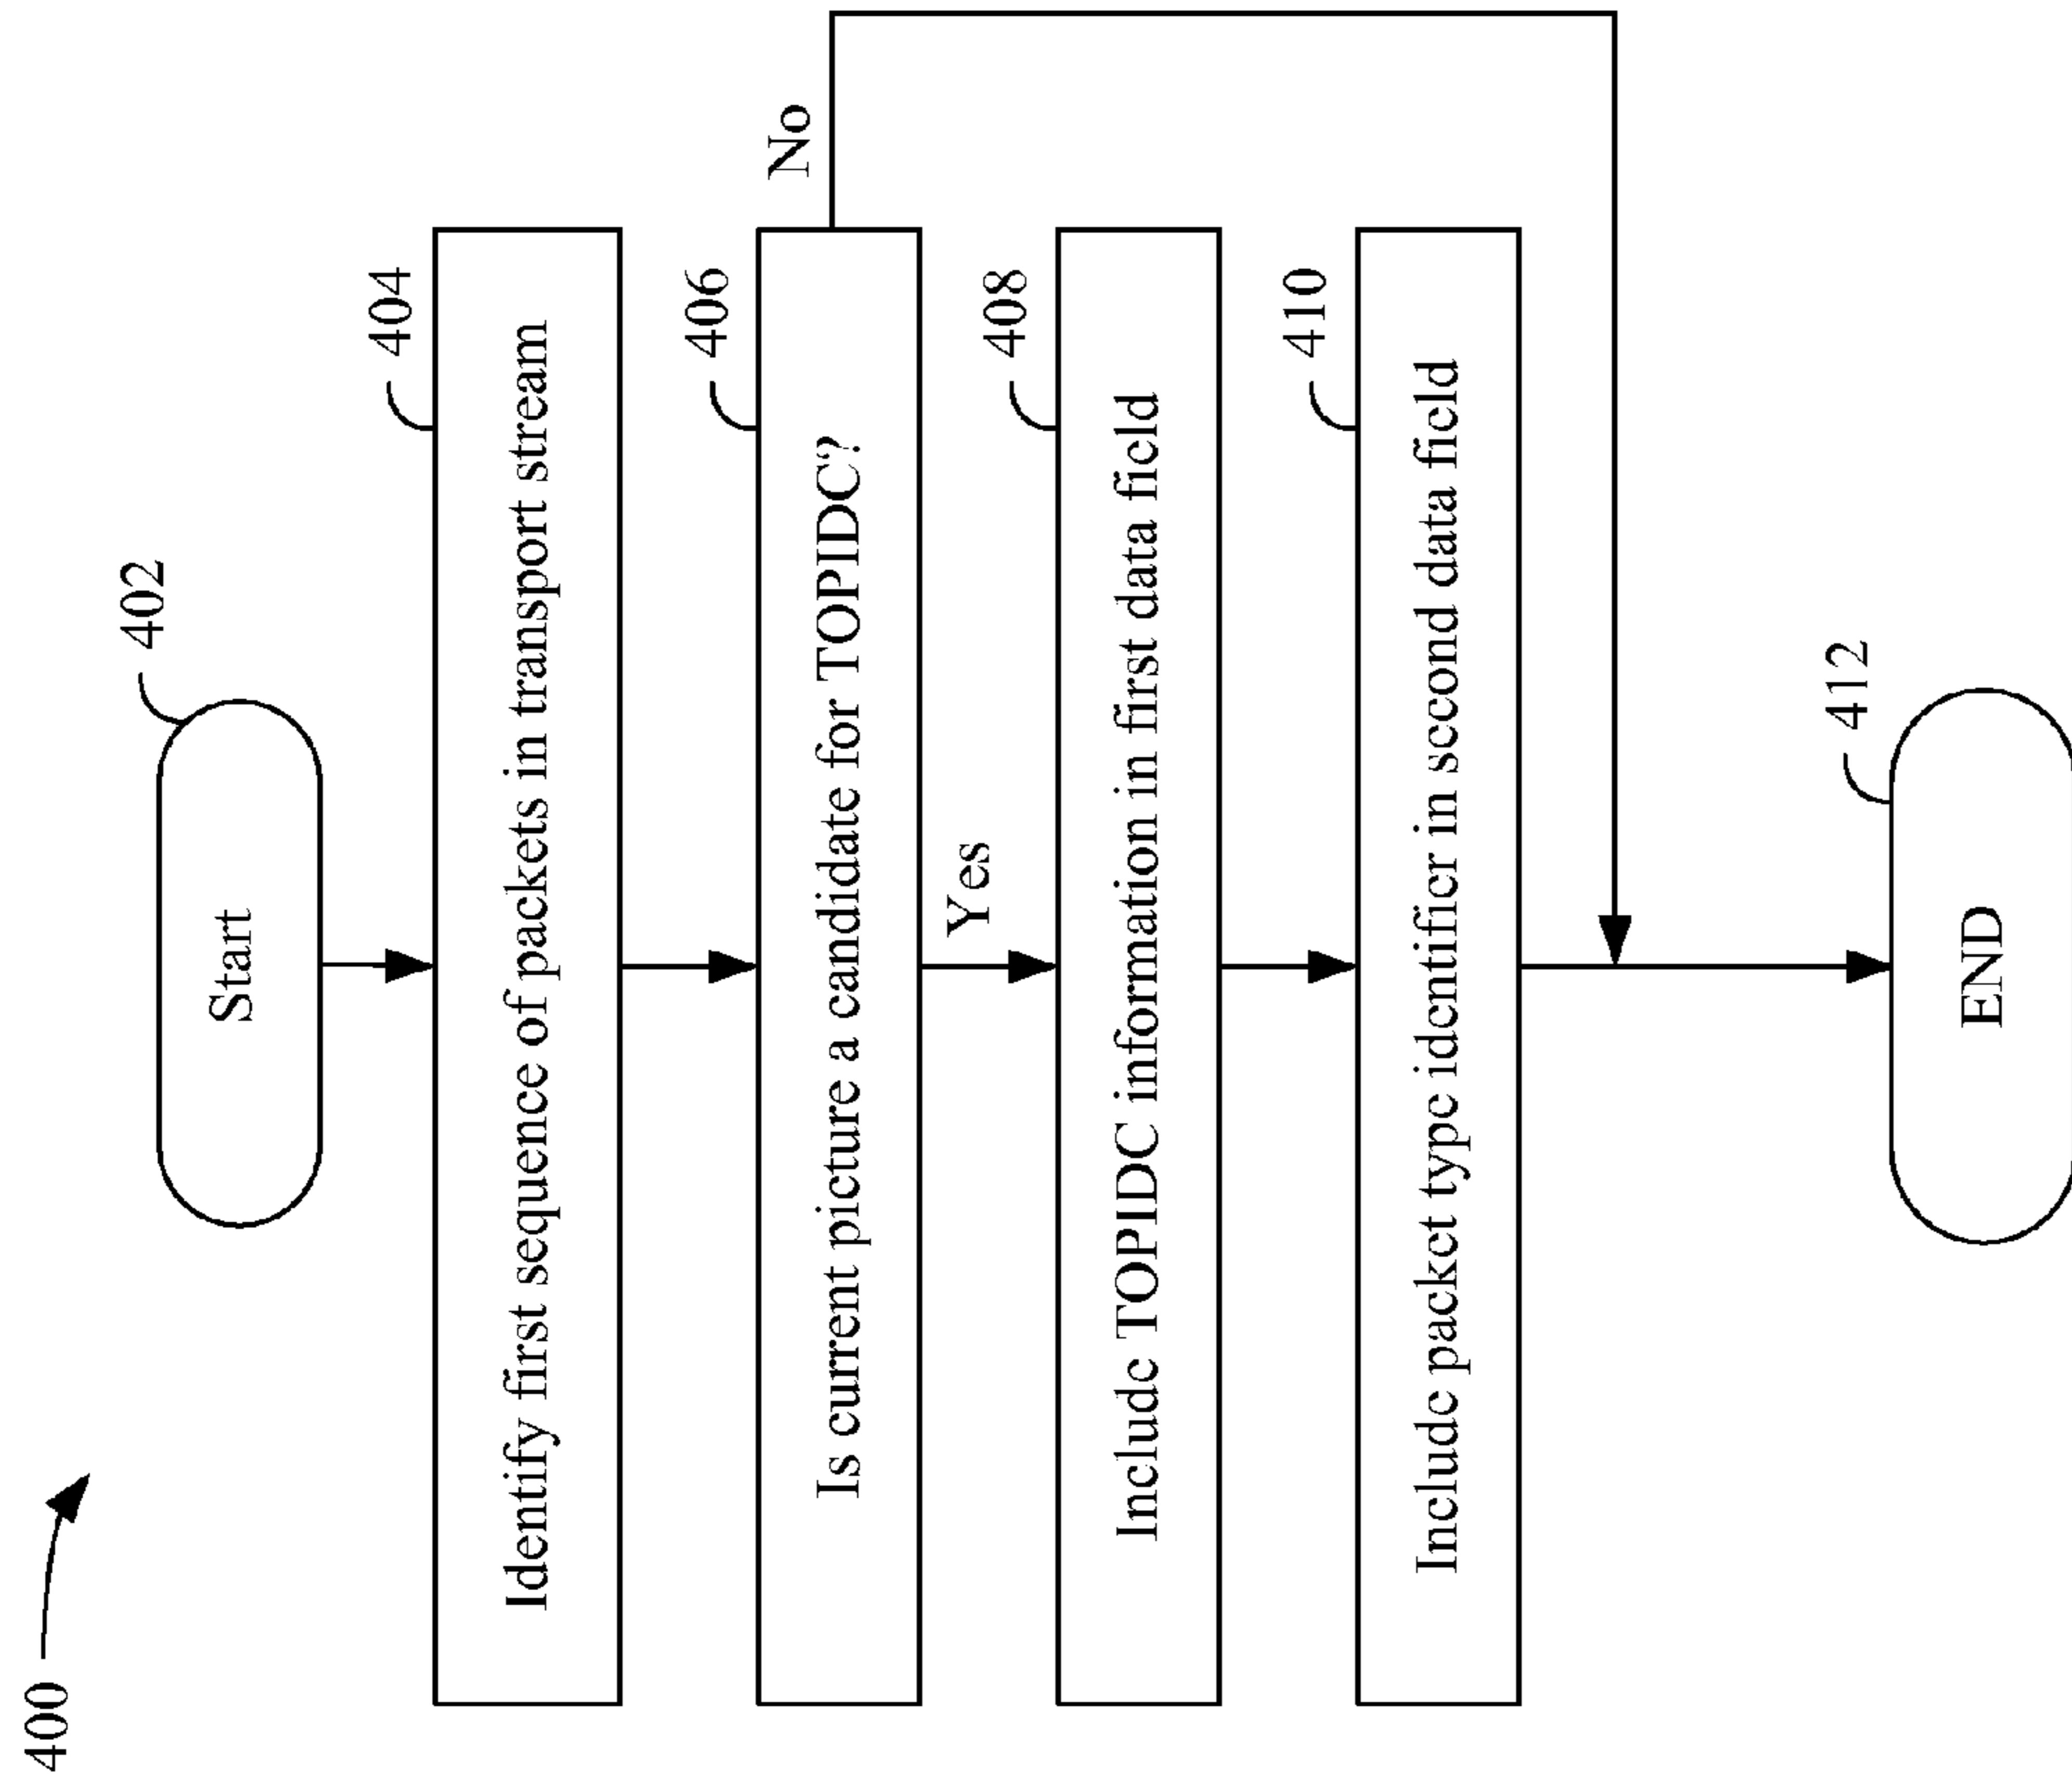 400
402
Start
404
Identify first sequence of packets in transport stream
406
Is current picture a candidate for TOPIDC?
No
Yes
408
Include TOPIDC information in first data field
410
Include packet type identifier in second data field
412
END